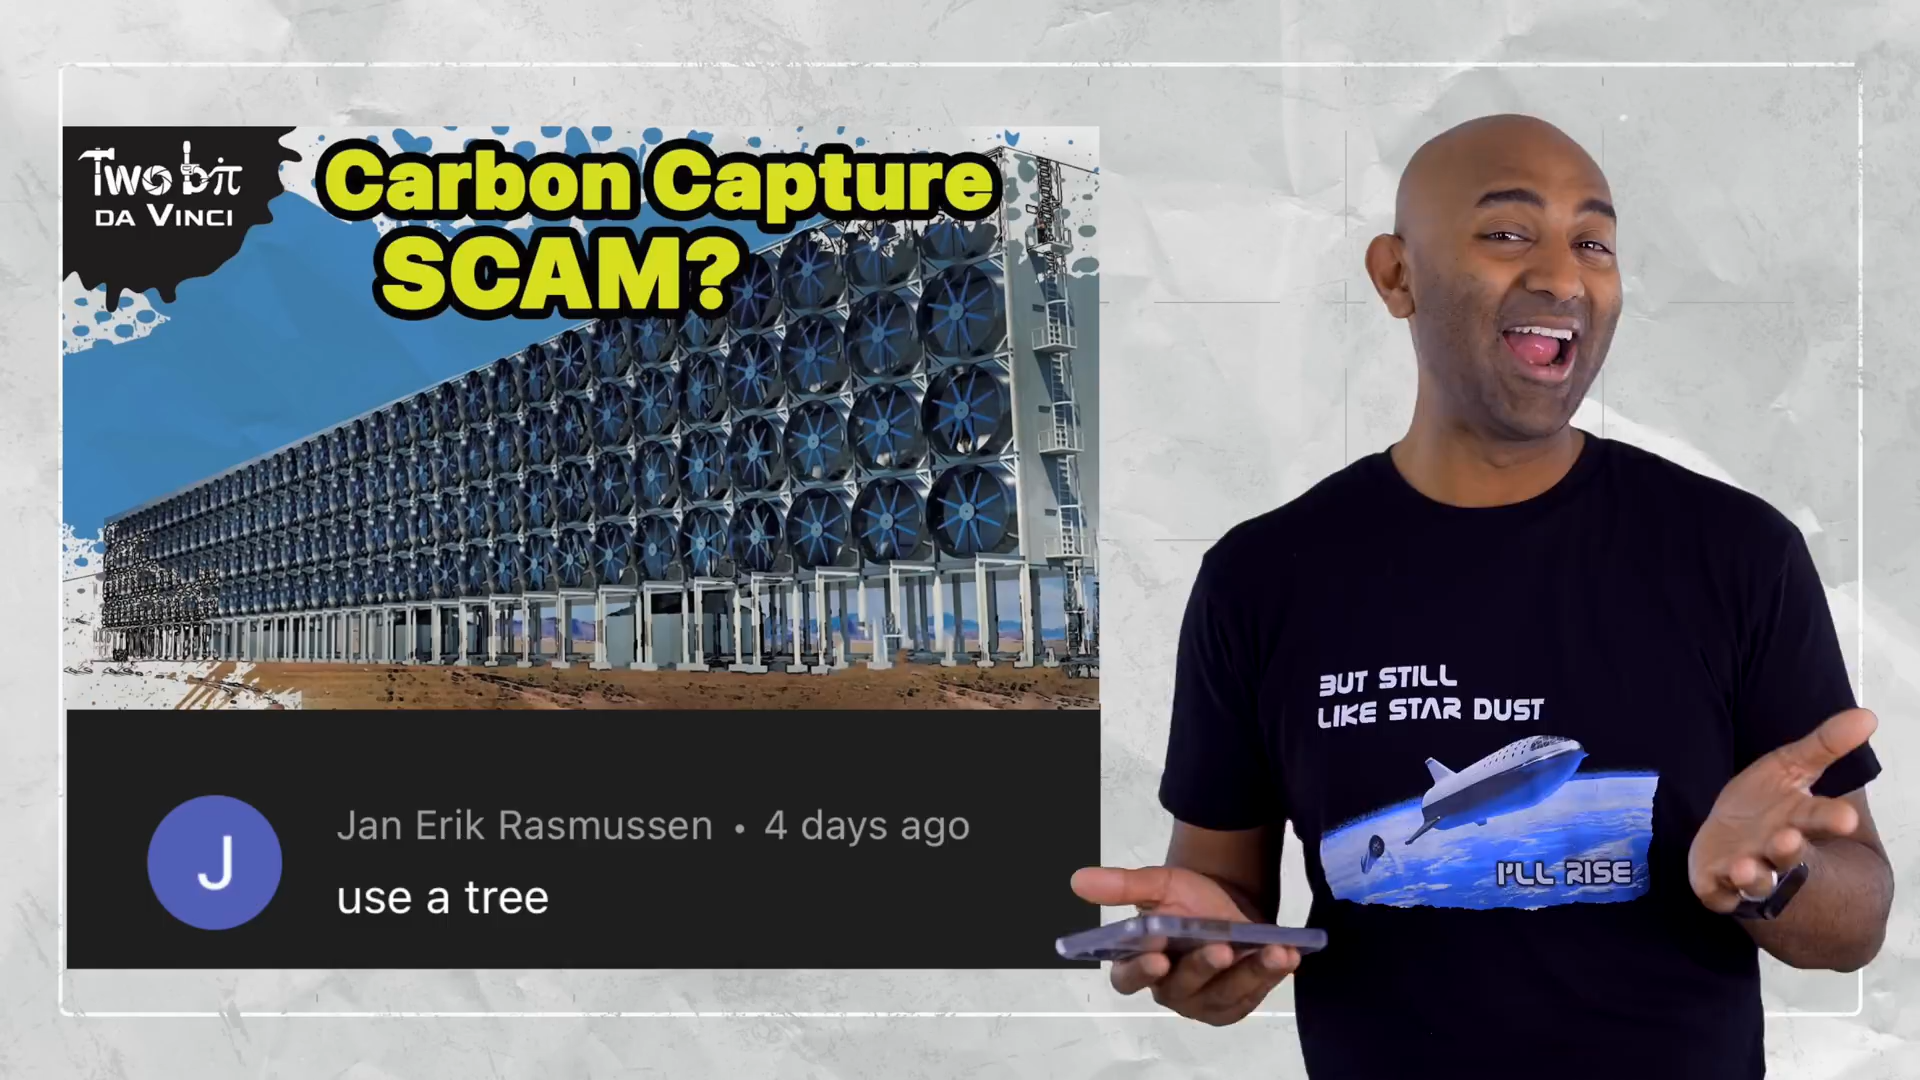 Two bit
DA VINCI
Carbon Capture
SCAM?
J
Jan Erik Rasmussen • 4 days ago
use a tree
BUT STILL
LIKE STAR DUST
I'LL RISE